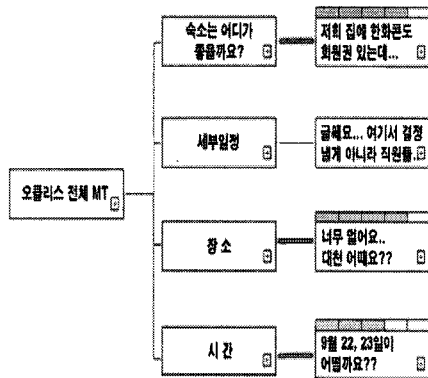 숙소는 어디가
좋을까요?
저희 집에 한화콘도
회원권 있는데...
세부일정
글쎄요... 여기서 결정
낼게 아니라 직원들..
오플리스 전체 MT
장 소
너무 멀어요..
대천 어때요??
시 간
9월 22, 23일이
어떨까요??